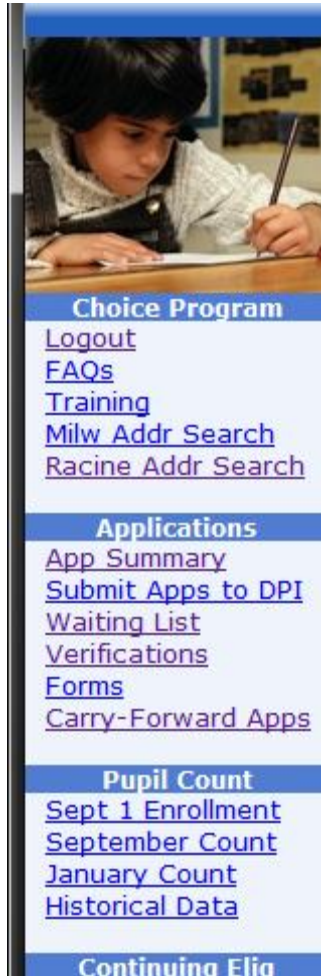 Choice Program
Logout
FAQs
Training
Milw Addr Search
Racine Addr Search
Applications
App Summary
Submit Apps to DPI
Waiting List
Verifications
Forms
Carry-Forward Apps
Pupil Count
Sept 1 Enrollment
September Count
January Count
Historical Data
Continuing Elig